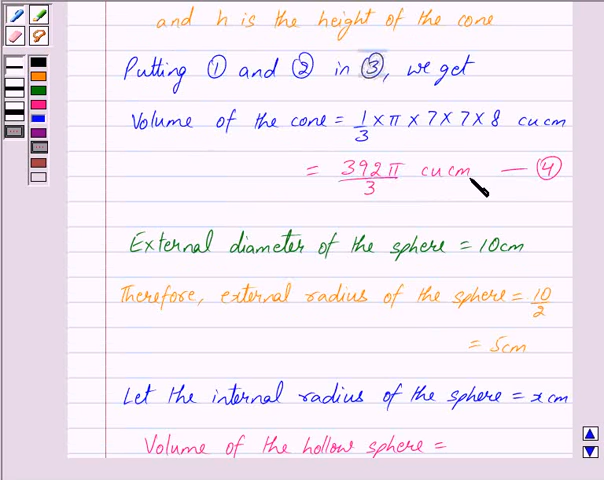 and h is the height of the cone
Putting ① and ② in ③, we get
Volume of the cone = 1/3 × π × 7 × 7 × 8 cu cm
= 392π/3 cu cm — ④
External diameter of the sphere = 10cm
Therefore, external radius of the sphere = 10/2
= 5cm
Let the internal radius of the sphere = x cm
Volume of the hollow sphere =